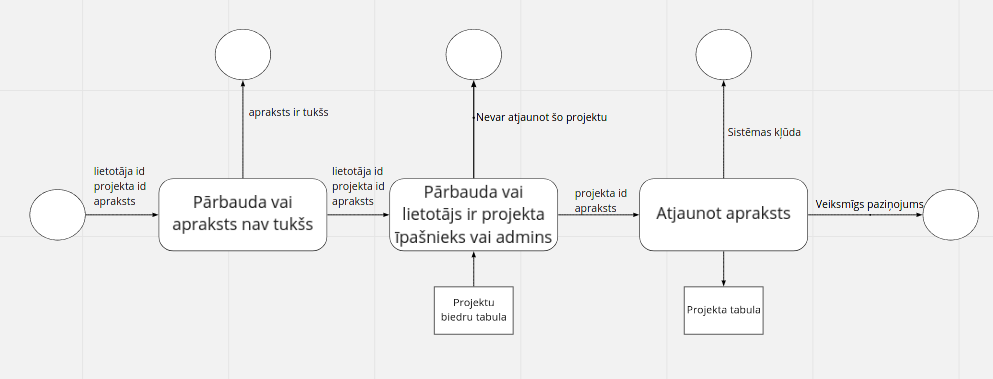 apraksts ir tukšs
Nevar atjaunot šo projektu
Sistēmas kļūda
lietotāja id
projekta id
apraksts
Pārbauda vai
apraksts nav tukšs
lietotāja id
projekta id
apraksts
Pārbauda vai
lietotājs ir projekta
īpašnieks vai admins
projekta id
apraksts
Atjaunot apraksts
Veiksmīgs paziņojums
Projektu
biedru tabula
Projekta tabula